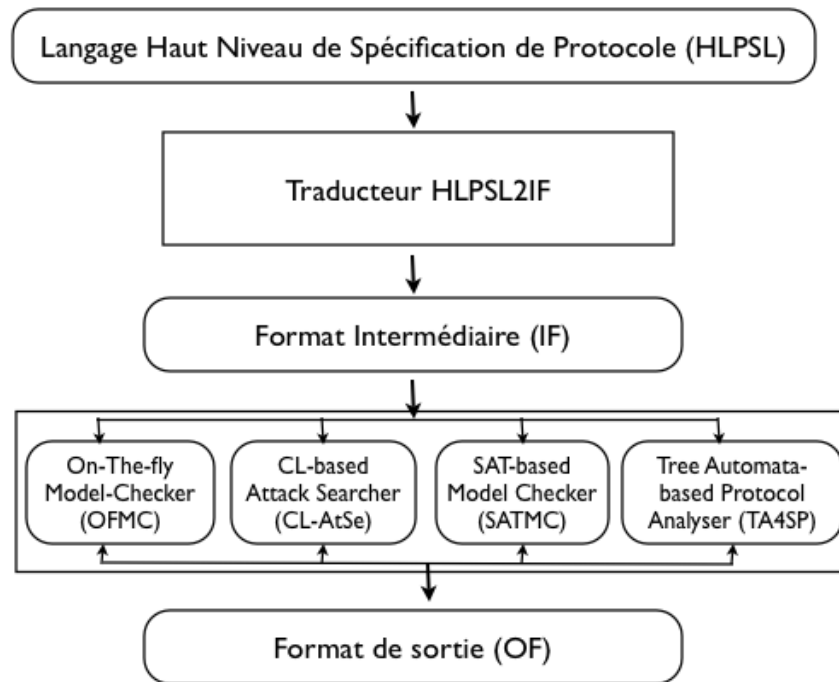 Langage Haut Niveau de Spécification de Protocole (HLPSL)
Traducteur HLPSL2IF
Format Intermédiaire (IF)
On-The-fly
Model-Checker
(OFMC)
CL-based
Attack Searcher
(CL-AtSe)
SAT-based
Model Checker
(SATMC)
Tree Automata-
based Protocol
Analyser (TA4SP)
Format de sortie (OF)